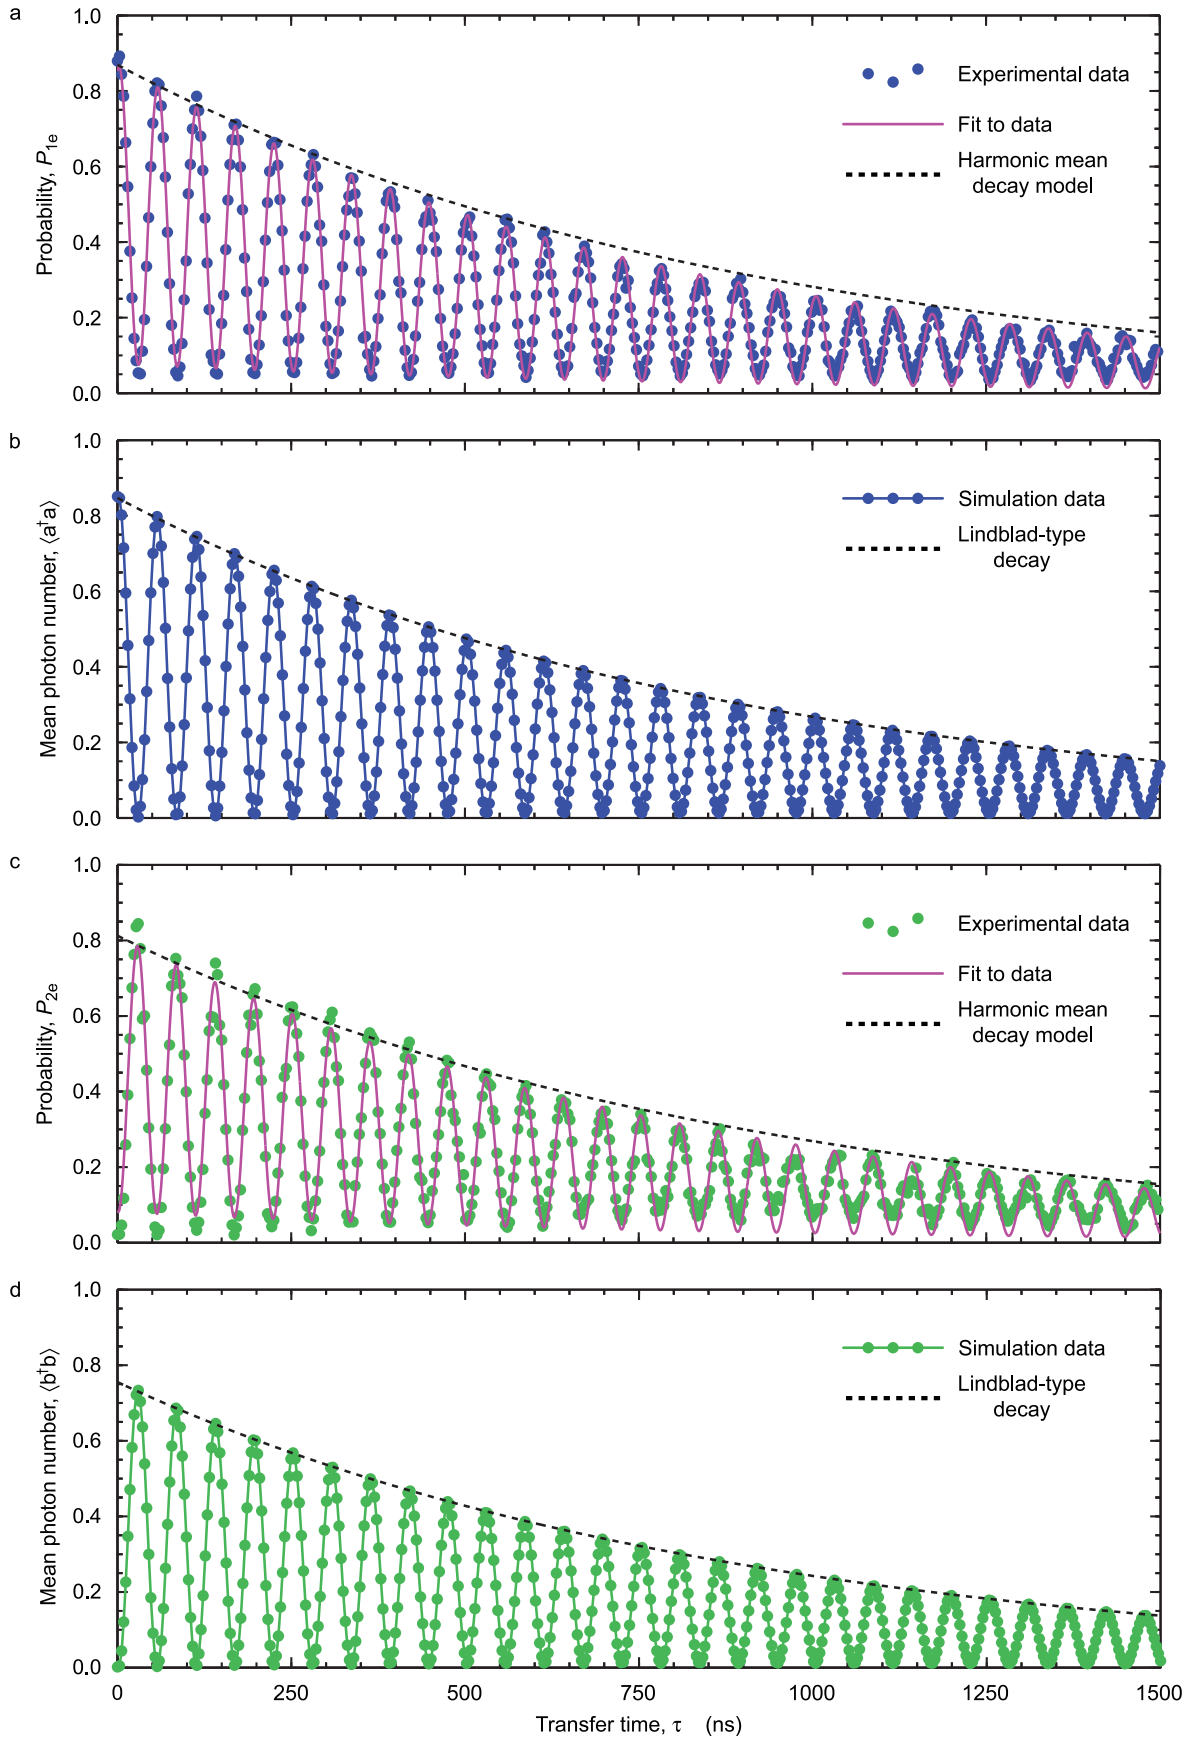 a
1.0
0.8
0.6
0.4
0.2
0.0
Probability, P1e
Experimental data
Fit to data
Harmonic mean
decay model
b
1.0
0.8
0.6
0.4
0.2
0.0
Mean photon number, ⟨a†a⟩
Simulation data
Lindblad-type
decay
c
1.0
0.8
0.6
0.4
0.2
0.0
Probability, P2e
Experimental data
Fit to data
Harmonic mean
decay model
d
1.0
0.8
0.6
0.4
0.2
0.0
Mean photon number, ⟨b†b⟩
Simulation data
Lindblad-type
decay
0 250 500 750 1000 1250 1500
Transfer time, τ (ns)